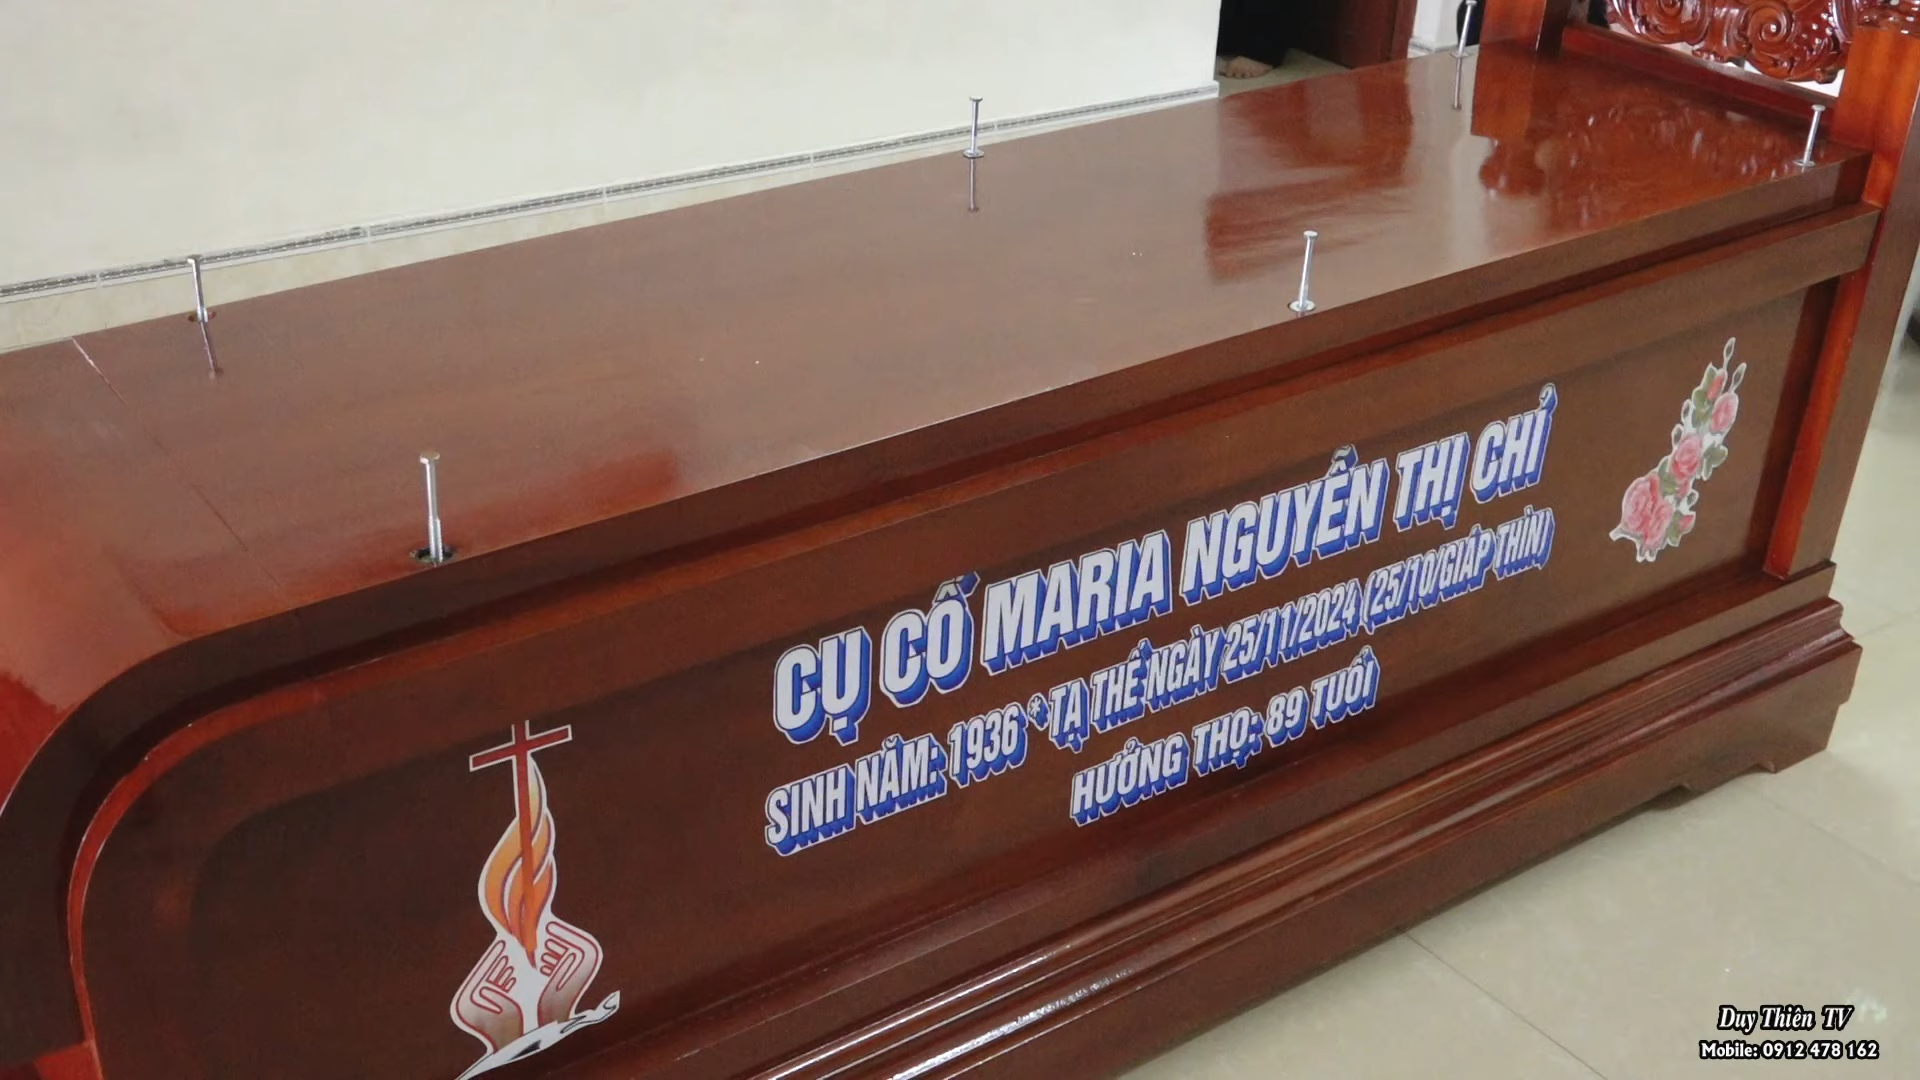 CỤ CỐ MARIA NGUYỄN THỊ CHỈ
SINH NĂM: 1936 * TẠ THẾ NGÀY 25/11/2024 (25/10/GIÁP THÌN)
HƯỞNG THỌ: 89 TUỔI
Duy Thiên TV
Mobile: 0912 478 162